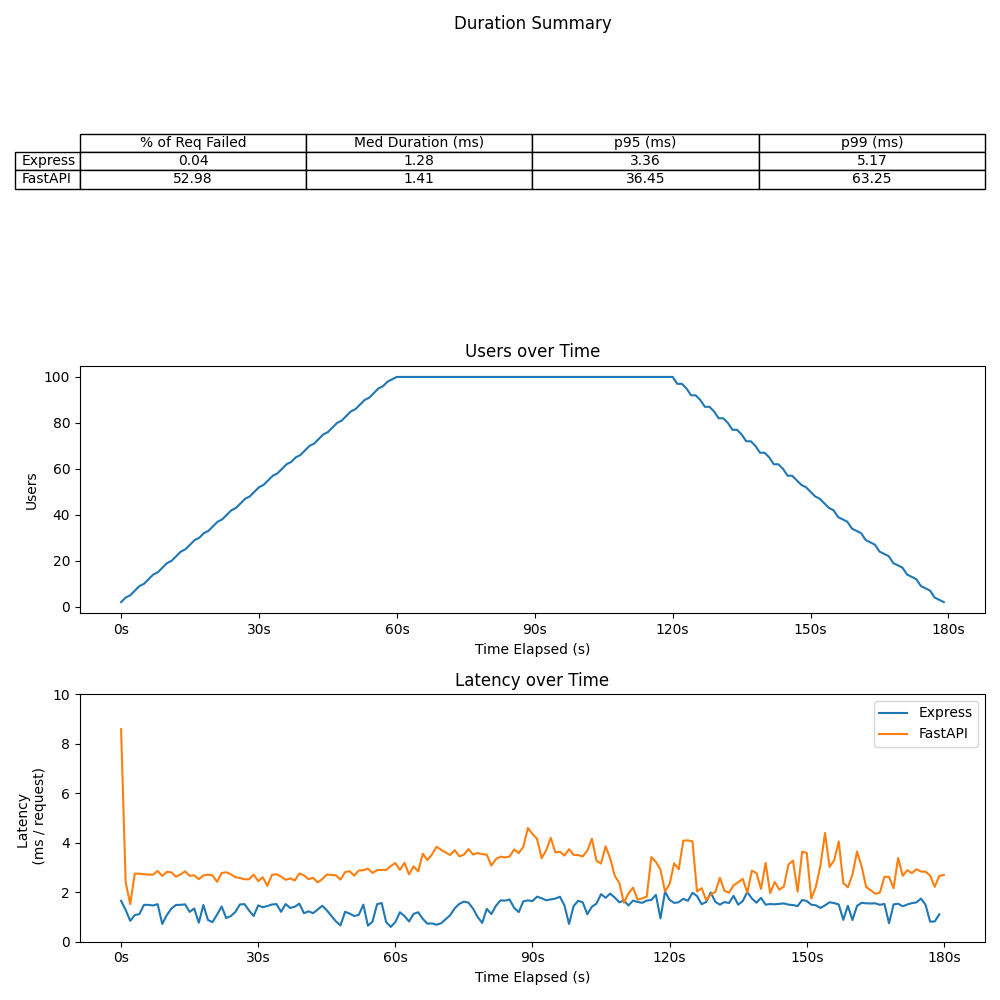 Duration Summary
% of Req Failed Med Duration (ms) p95 (ms) p99 (ms)
Express 0.04 1.28 3.36 5.17
FastAPI 52.98 1.41 36.45 63.25
Users over Time
100
80
60
40
20
0
Users
0s 30s 60s 90s 120s 150s 180s
Time Elapsed (s)
Latency over Time
10
8
6
4
2
0
Latency
(ms / request)
Express
FastAPI
0s 30s 60s 90s 120s 150s 180s
Time Elapsed (s)